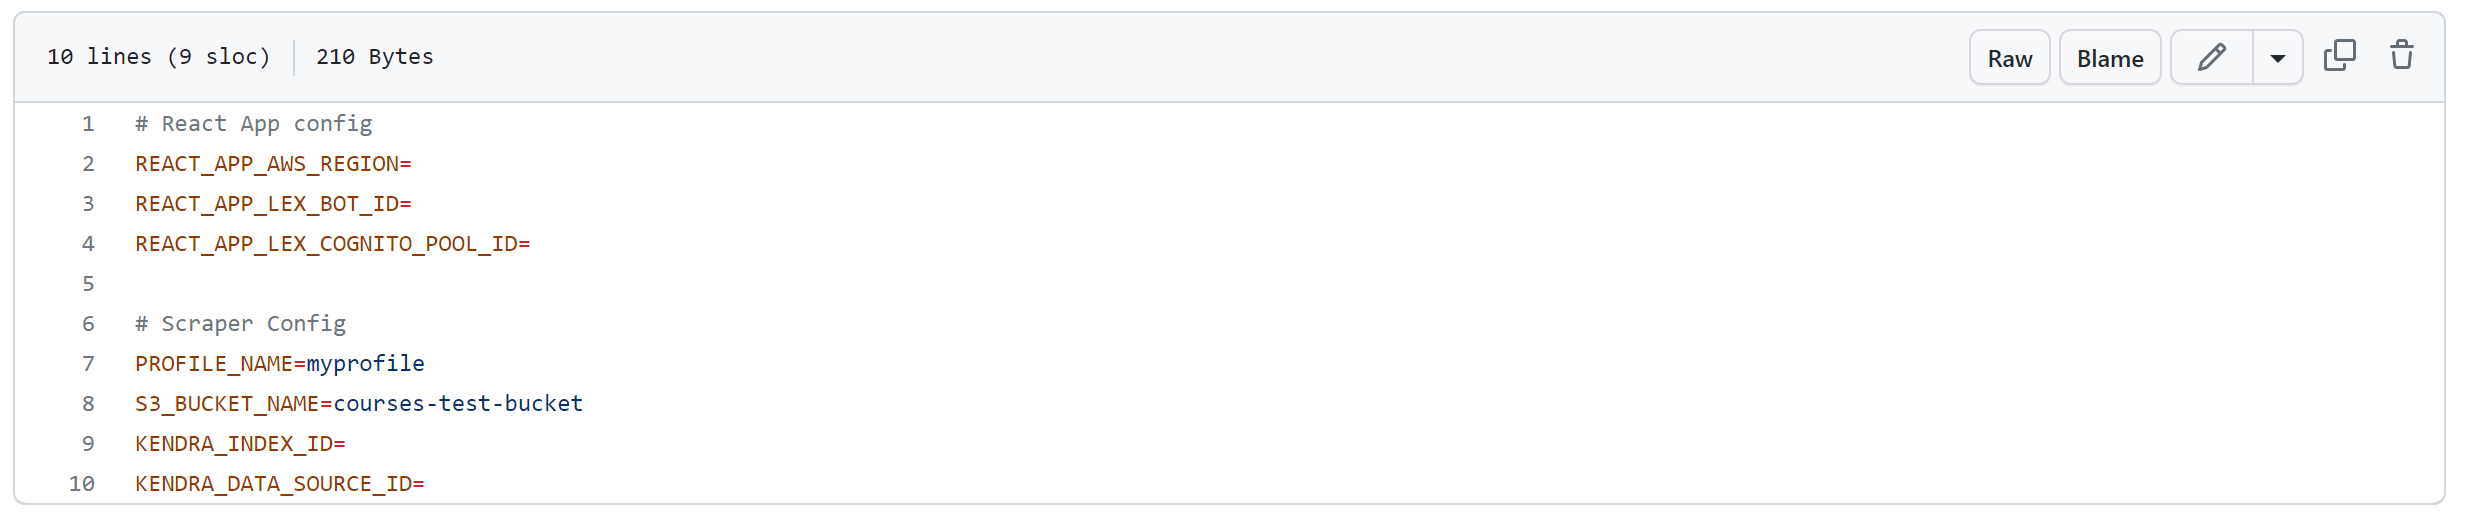 10 lines (9 sloc) 210 Bytes Raw Blame
1 # React App config
2 REACT_APP_AWS_REGION=
3 REACT_APP_LEX_BOT_ID=
4 REACT_APP_LEX_COGNITO_POOL_ID=
5
6 # Scraper Config
7 PROFILE_NAME=myprofile
8 S3_BUCKET_NAME=courses-test-bucket
9 KENDRA_INDEX_ID=
10 KENDRA_DATA_SOURCE_ID=